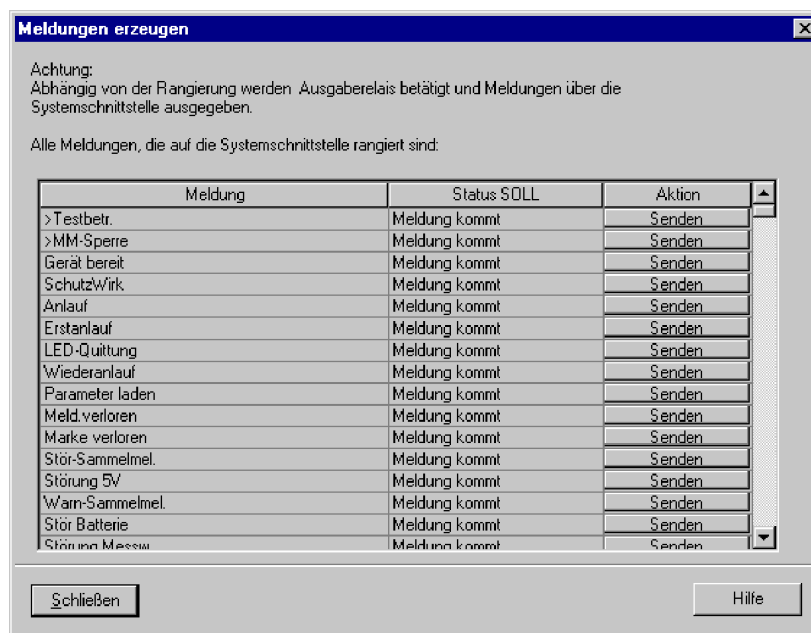 Meldungen erzeugen
Achtung:
Abhängig von der Rangierung werden Ausgaberelais betätigt und Meldungen über die
Systemschnittstelle ausgegeben.
Alle Meldungen, die auf die Systemschnittstelle rangiert sind:
Meldung Status SOLL Aktion
>Testbetr. Meldung kommt Senden
>MM-Sperre Meldung kommt Senden
Gerät bereit Meldung kommt Senden
SchutzWirk Meldung kommt Senden
Anlauf Meldung kommt Senden
Erstanlauf Meldung kommt Senden
LED-Quittung Meldung kommt Senden
Wiederanlauf Meldung kommt Senden
Parameter laden Meldung kommt Senden
Meld.verloren Meldung kommt Senden
Marke verloren Meldung kommt Senden
Stör-Sammelmel. Meldung kommt Senden
Störung 5V Meldung kommt Senden
Warn-Sammelmel. Meldung kommt Senden
Stör Batterie Meldung kommt Senden
Störung Messw. Meldung kommt Senden
Schließen Hilfe